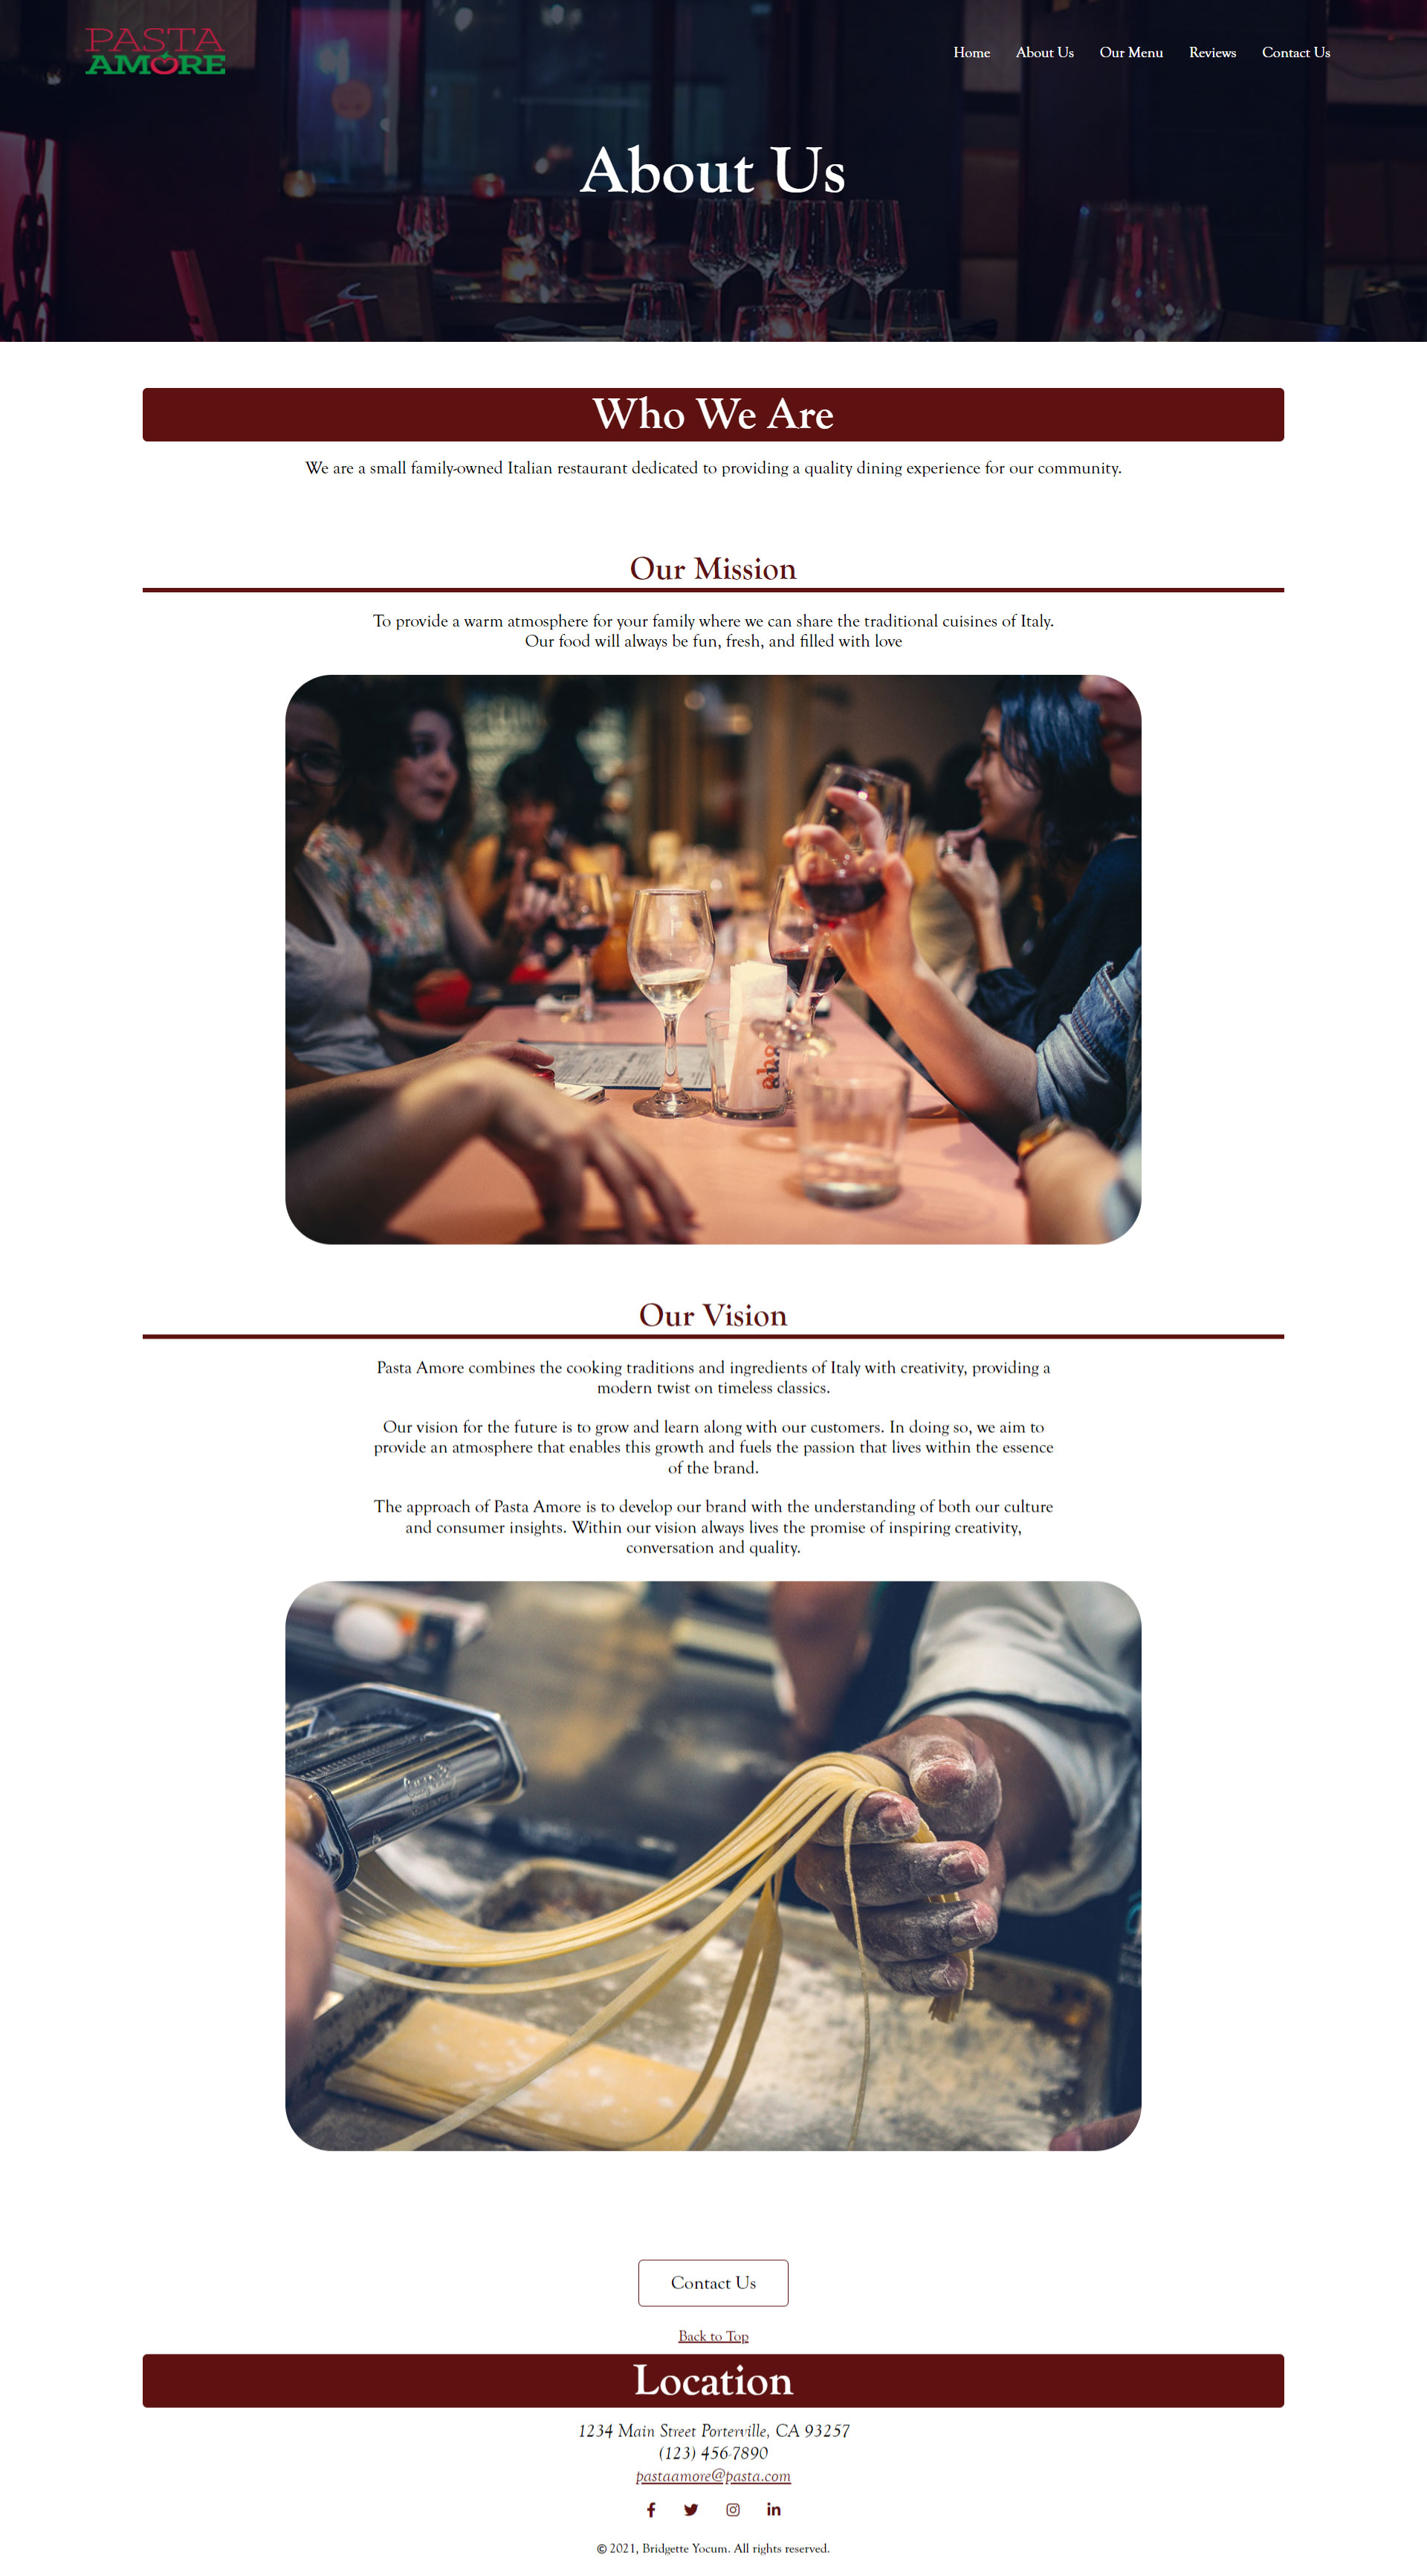 PASTA
AMORE
Home About Us Our Menu Reviews Contact Us
About Us
Who We Are
We are a small family-owned Italian restaurant dedicated to providing a quality dining experience for our community.
Our Mission
To provide a warm atmosphere for your family where we can share the traditional cuisines of Italy.
Our food will always be fun, fresh, and filled with love
Our Vision
Pasta Amore combines the cooking traditions and ingredients of Italy with creativity, providing a
modern twist on timeless classics.
Our vision for the future is to grow and learn along with our customers. In doing so, we aim to
provide an atmosphere that enables this growth and fuels the passion that lives within the essence
of the brand.
The approach of Pasta Amore is to develop our brand with the understanding of both our culture
and consumer insights. Within our vision always lives the promise of inspiring creativity,
conversation and quality.
Contact Us
Back to Top
Location
1234 Main Street Porterville, CA 93257
(123) 456-7890
pastaamore@pasta.com
© 2021, Bridgette Yocum. All rights reserved.